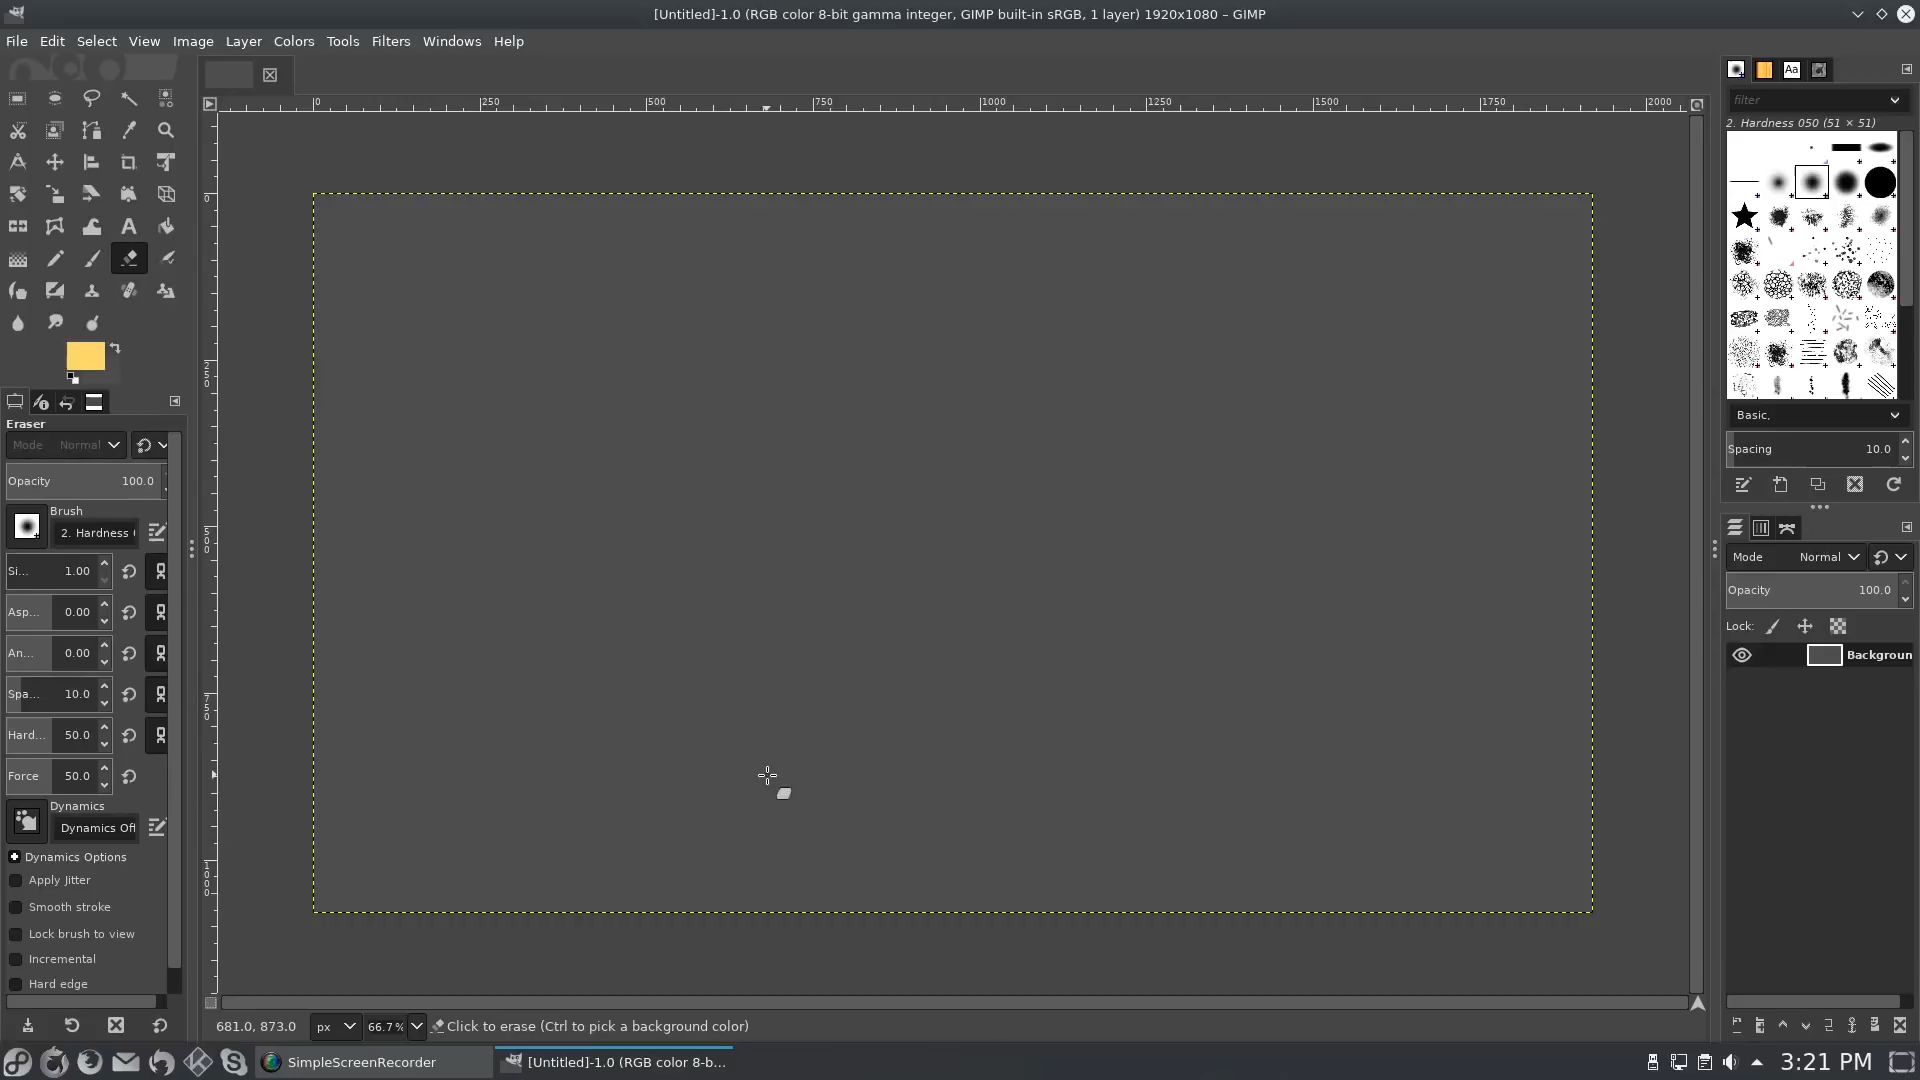 [Untitled]-1.0 (RGB color 8-bit gamma integer, GIMP built-in sRGB, 1 layer) 1920x1080 – GIMP
File Edit Select View Image Layer Colors Tools Filters Windows Help
0 250 500 750 1000 1250 1500 1750 2000
0
250
500
750
1000
Eraser
Mode Normal
Opacity 100.0
Brush
2. Hardness
Si... 1.00
Asp... 0.00
An... 0.00
Spa... 10.0
Hard... 50.0
Force 50.0
Dynamics
Dynamics Off
Dynamics Options
Apply Jitter
Smooth stroke
Lock brush to view
Incremental
Hard edge
Aa
filter
2. Hardness 050 (51 × 51)
Basic,
Spacing 10.0
Mode Normal
Opacity 100.0
Lock:
Backgroun
681.0, 873.0 px 66.7 % Click to erase (Ctrl to pick a background color)
SimpleScreenRecorder [Untitled]-1.0 (RGB color 8-b... 3:21 PM